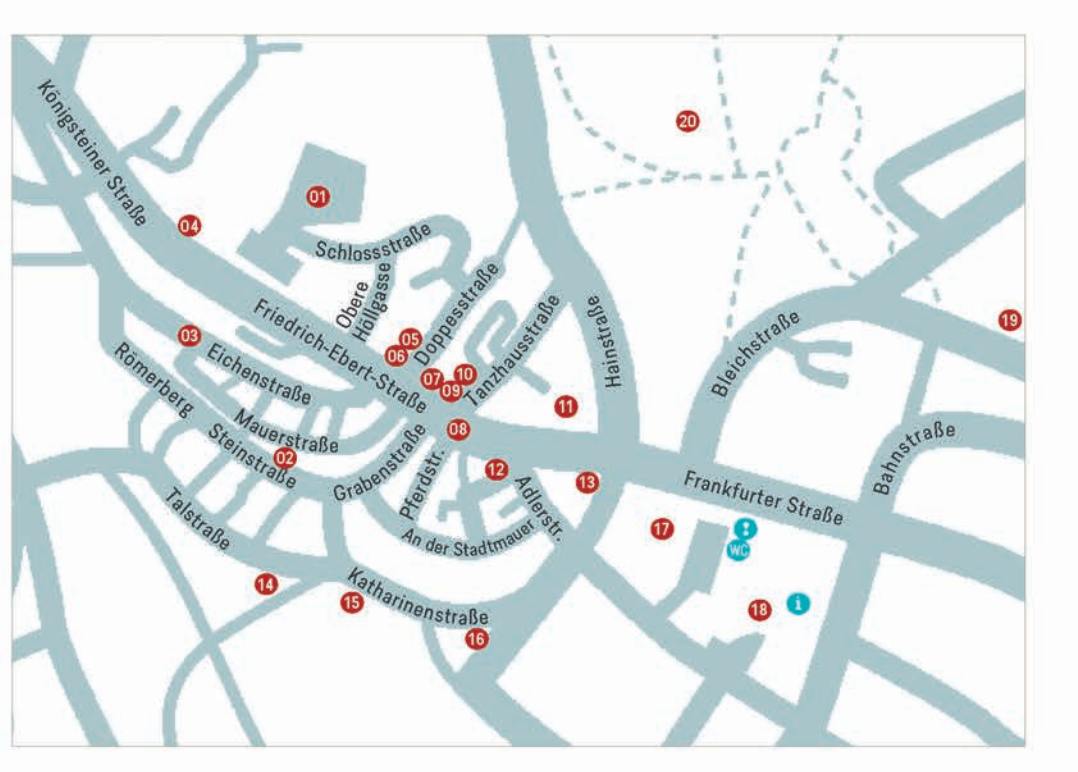 20
Königsteiner Straße
01
04
Schlossstraße
Obere
Höllgasse
Doppesstraße
Friedrich-Ebert-Straße
Tanzhausstraße
Hainstraße
Bleichstraße
19
03
05
06
Eichenstraße
07
10
09
Römerberg
11
Mauerstraße
08
02
Steinstraße
Grabenstraße
Pferdstr.
12
13
Adlerstr.
Bahnstraße
Frankfurter Straße
Talstraße
An der Stadtmauer
17
WC
14
Katharinenstraße
15
18
i
16